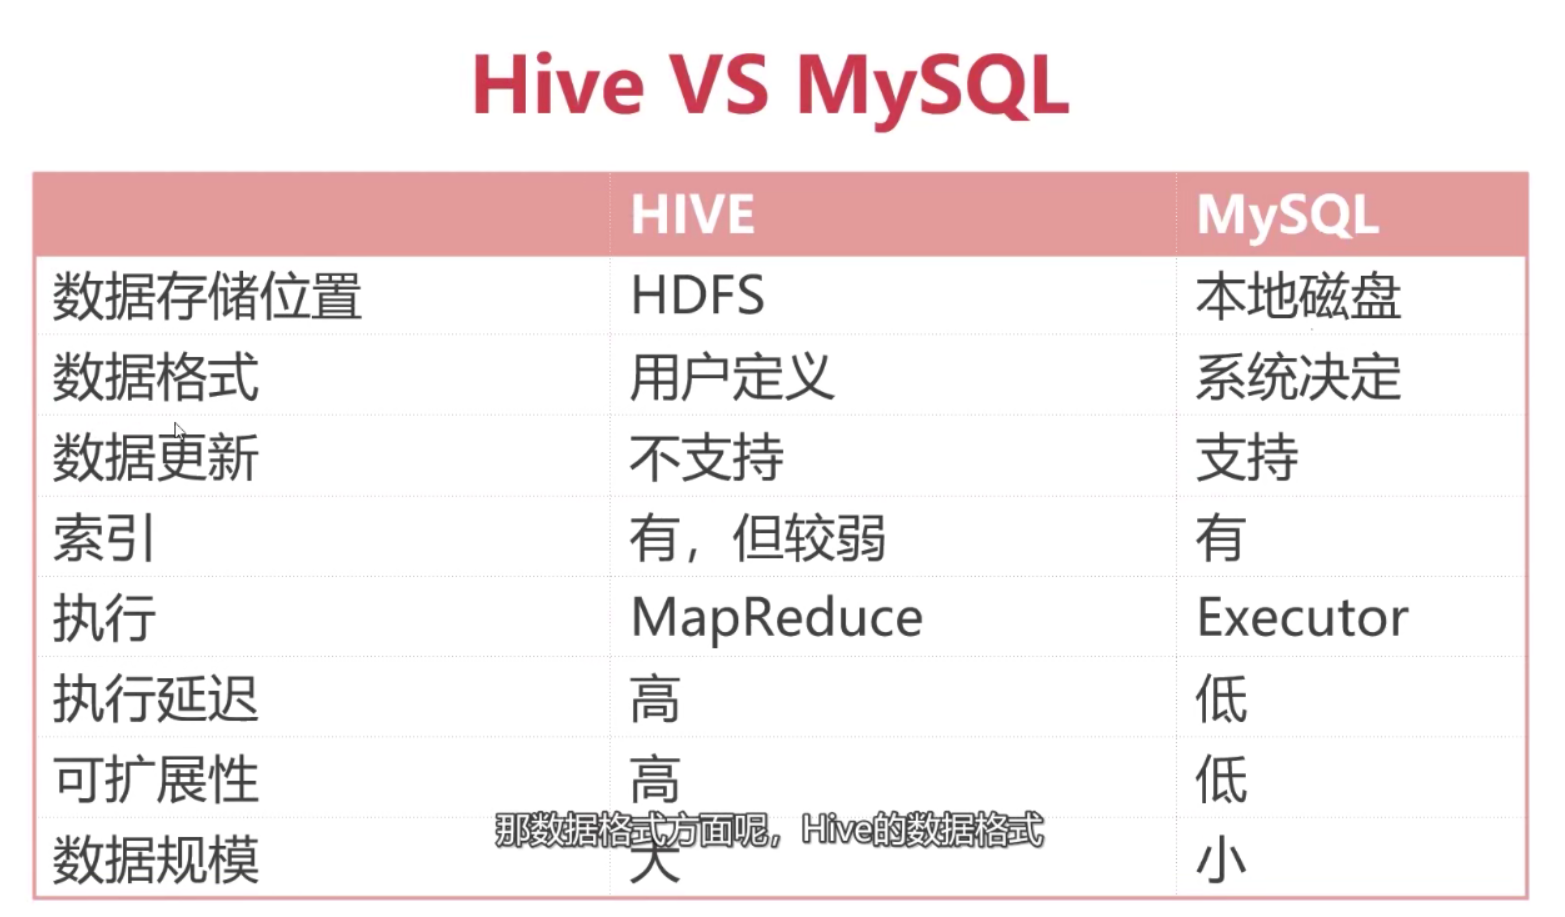 Hive VS MySQL
HIVE MySQL
数据存储位置 HDFS 本地磁盘
数据格式 用户定义 系统决定
数据更新 不支持 支持
索引 有，但较弱 有
执行 MapReduce Executor
执行延迟 高 低
可扩展性 高 低
那数据格式方面呢，Hive的数据格式
数据规模 大 小